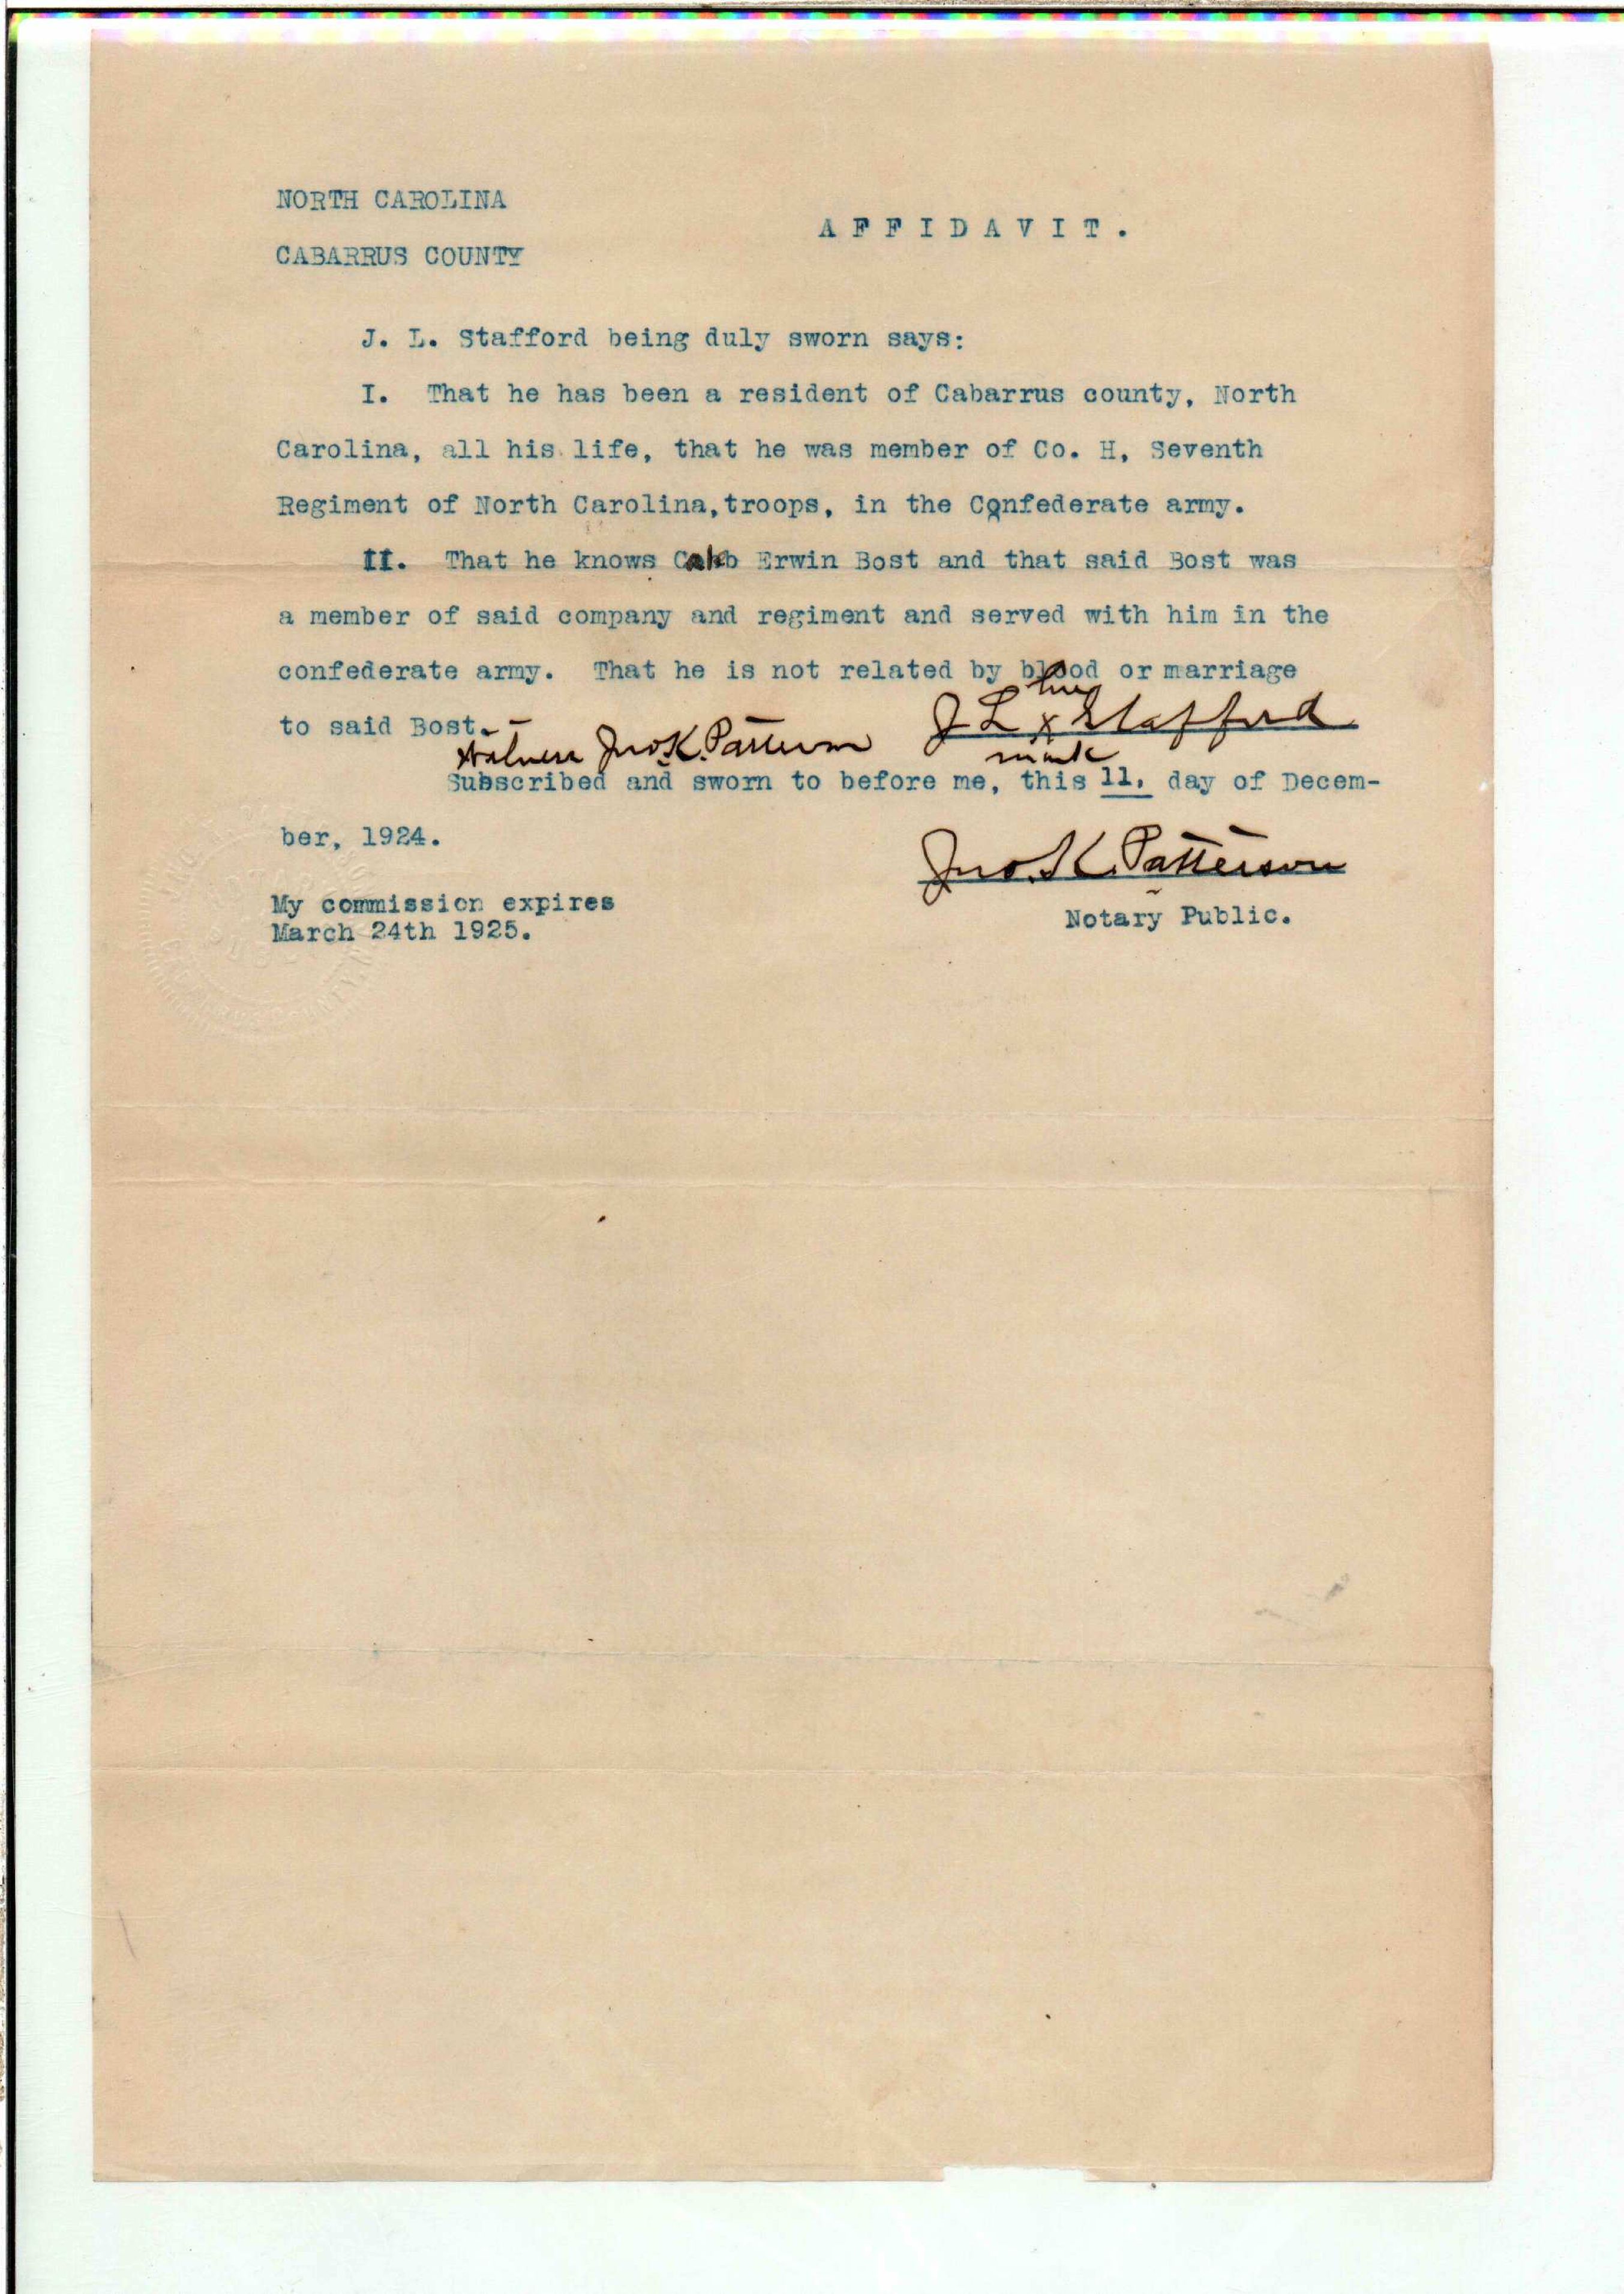 NORTH CAROLINA
A F F I D A V I T .
CABARRUS COUNTY
J. L. Stafford being duly sworn says:
I. That he has been a resident of Cabarrus county, North
Carolina, all his life, that he was member of Co. H, Seventh
Regiment of North Carolina,troops, in the Confederate army.
II. That he knows Erwin Bost and that said Bost was
a member of said company and regiment and served with him in the
confederate army. That he is not related by blood or marriage
to said Bost.
his
J L x Stafford
mark
Witness Jno. K. Patterson
Subscribed and sworn to before me, this 11, day of Decem-
ber, 1924.
Jno. K. Patterson
Notary Public.
My commission expires
March 24th 1925.